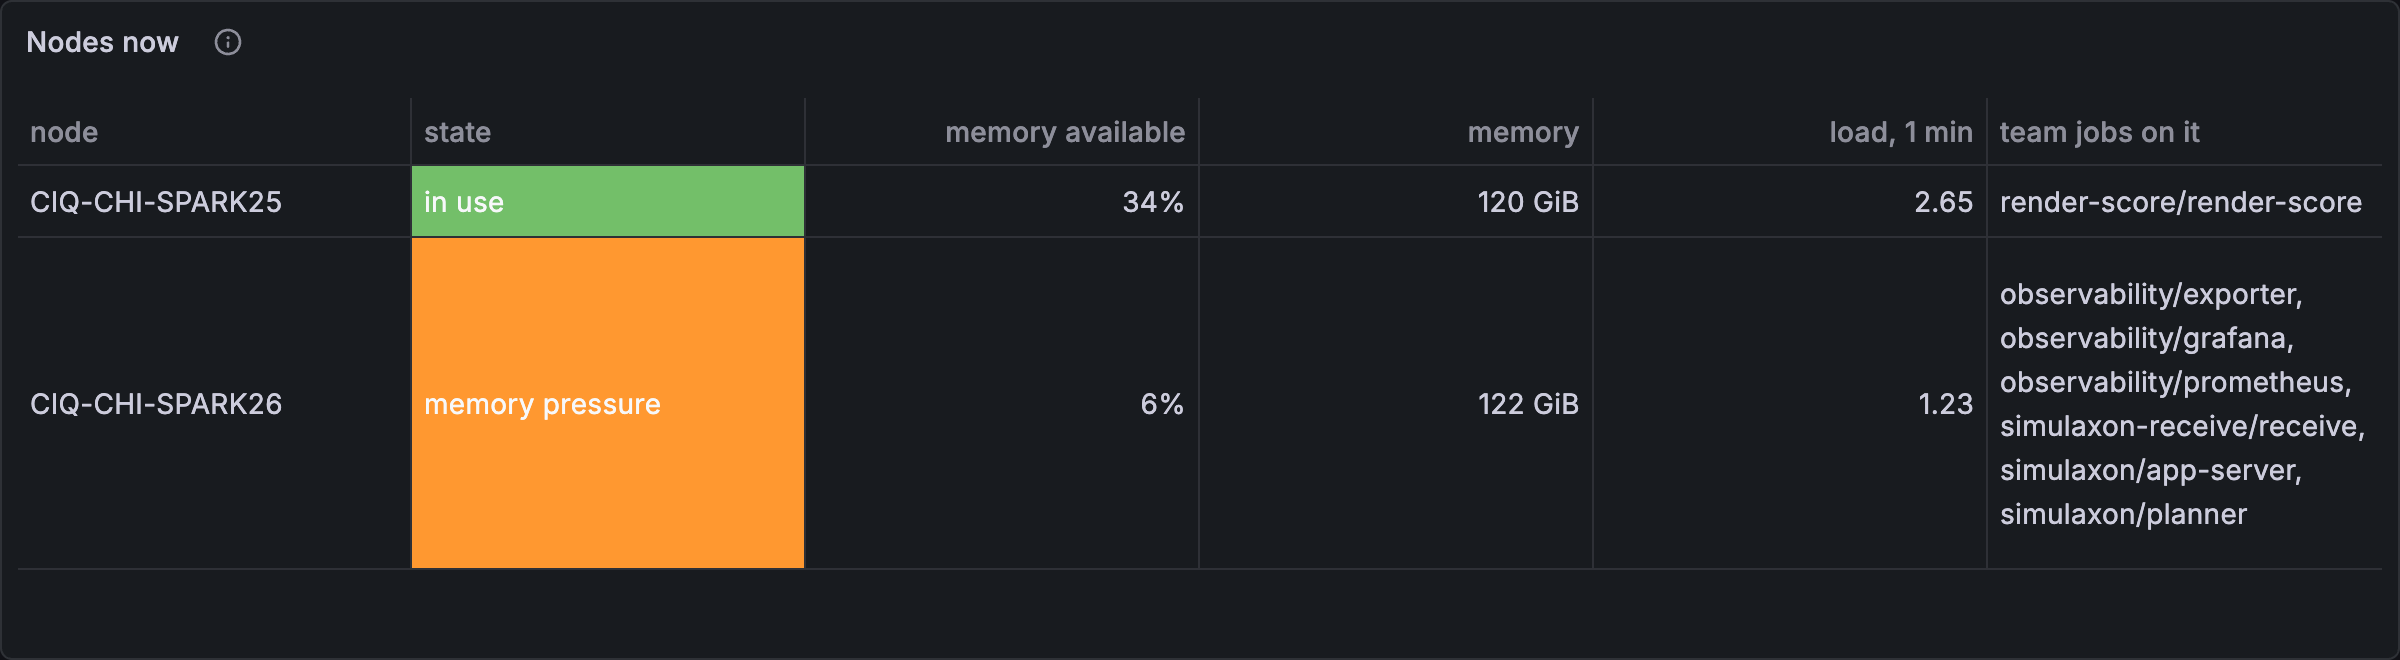 Nodes now
node state memory available memory load, 1 min team jobs on it
CIQ-CHI-SPARK25 in use 34% 120 GiB 2.65 render-score/render-score
CIQ-CHI-SPARK26 memory pressure 6% 122 GiB 1.23 observability/exporter,
observability/grafana,
observability/prometheus,
simulaxon-receive/receive,
simulaxon/app-server,
simulaxon/planner